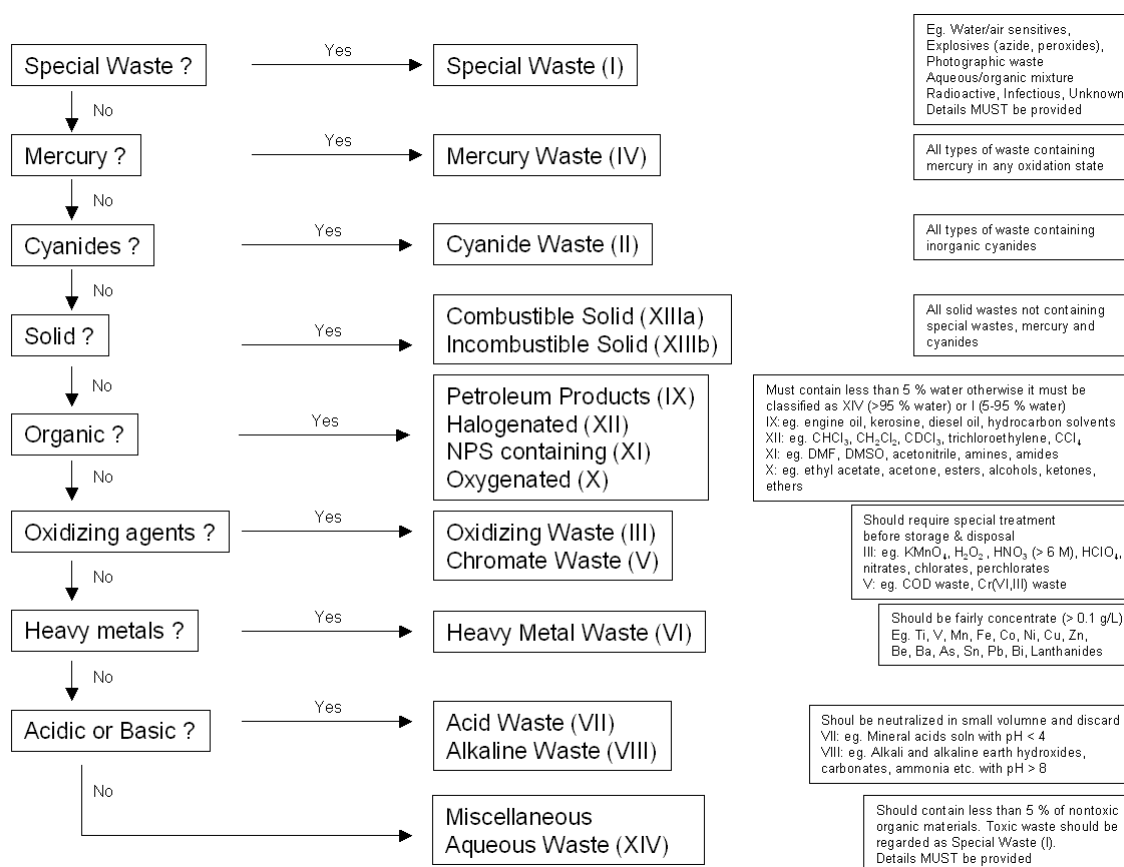 Special Waste ?
Yes
Special Waste (I)
Eg. Water/air sensitives,
Explosives (azide, peroxides),
Photographic waste
Aqueous/organic mixture
Radioactive, Infectious, Unknown
Details MUST be provided
No
Mercury ?
Yes
Mercury Waste (IV)
All types of waste containing
mercury in any oxidation state
No
Cyanides ?
Yes
Cyanide Waste (II)
All types of waste containing
inorganic cyanides
No
Solid ?
Yes
Combustible Solid (XIIIa)
Incombustible Solid (XIIIb)
All solid wastes not containing
special wastes, mercury and
cyanides
No
Organic ?
Yes
Petroleum Products (IX)
Halogenated (XII)
NPS containing (XI)
Oxygenated (X)
Must contain less than 5 % water otherwise it must be
classified as XIV (>95 % water) or I (5-95 % water)
IX: eg. engine oil, kerosine, diesel oil, hydrocarbon solvents
XII: eg. CHCl₃, CH₂Cl₂, CDCl₃, trichloroethylene, CCl₄
XI: eg. DMF, DMSO, acetonitrile, amines, amides
X: eg. ethyl acetate, acetone, esters, alcohols, ketones,
ethers
No
Oxidizing agents ?
Yes
Oxidizing Waste (III)
Chromate Waste (V)
Should require special treatment
before storage & disposal
III: eg. KMnO₄, H₂O₂ , HNO₃ (> 6 M), HClO₄,
nitrates, chlorates, perchlorates
V: eg. COD waste, Cr(VI,III) waste
No
Heavy metals ?
Yes
Heavy Metal Waste (VI)
Should be fairly concentrate (> 0.1 g/L)
Eg. Ti, V, Mn, Fe, Co, Ni, Cu, Zn,
Be, Ba, As, Sn, Pb, Bi, Lanthanides
No
Acidic or Basic ?
Yes
Acid Waste (VII)
Alkaline Waste (VIII)
Shoul be neutralized in small volumne and discard
VII: eg. Mineral acids soln with pH < 4
VIII: eg. Alkali and alkaline earth hydroxides,
carbonates, ammonia etc. with pH > 8
No
Miscellaneous
Aqueous Waste (XIV)
Should contain less than 5 % of nontoxic
organic materials. Toxic waste should be
regarded as Special Waste (I).
Details MUST be provided